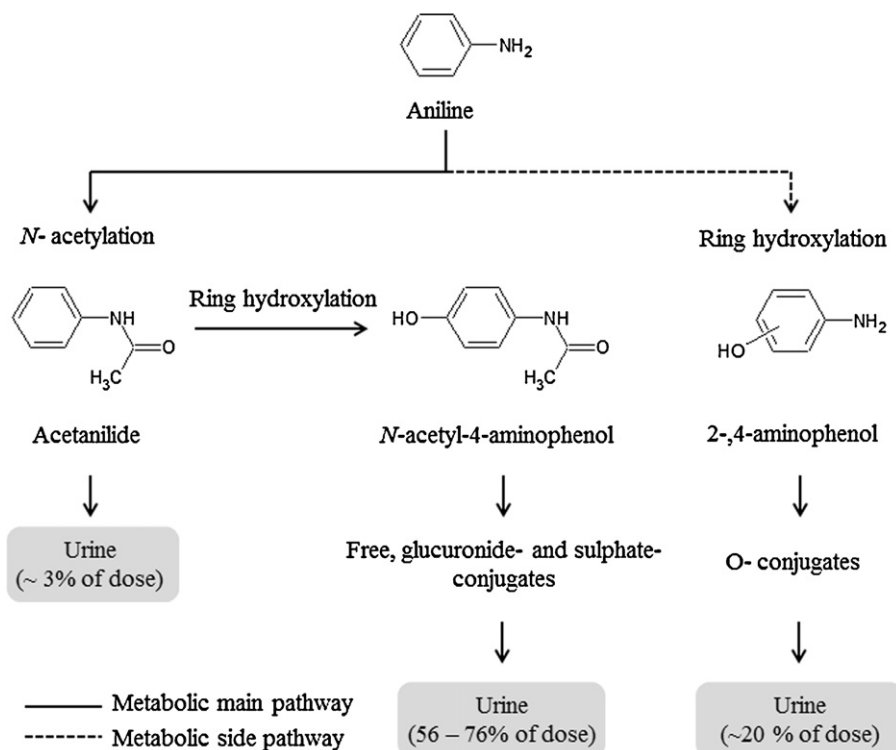 NH2
Aniline
N- acetylation
Ring hydroxylation
Ring hydroxylation
NH
O
H3C
HO
NH
O
H3C
NH2
HO
Acetanilide
N-acetyl-4-aminophenol
2-,4-aminophenol
Urine
(~ 3% of dose)
Free, glucuronide- and sulphate-
conjugates
O- conjugates
Metabolic main pathway
Metabolic side pathway
Urine
(56 – 76% of dose)
Urine
(~20 % of dose)